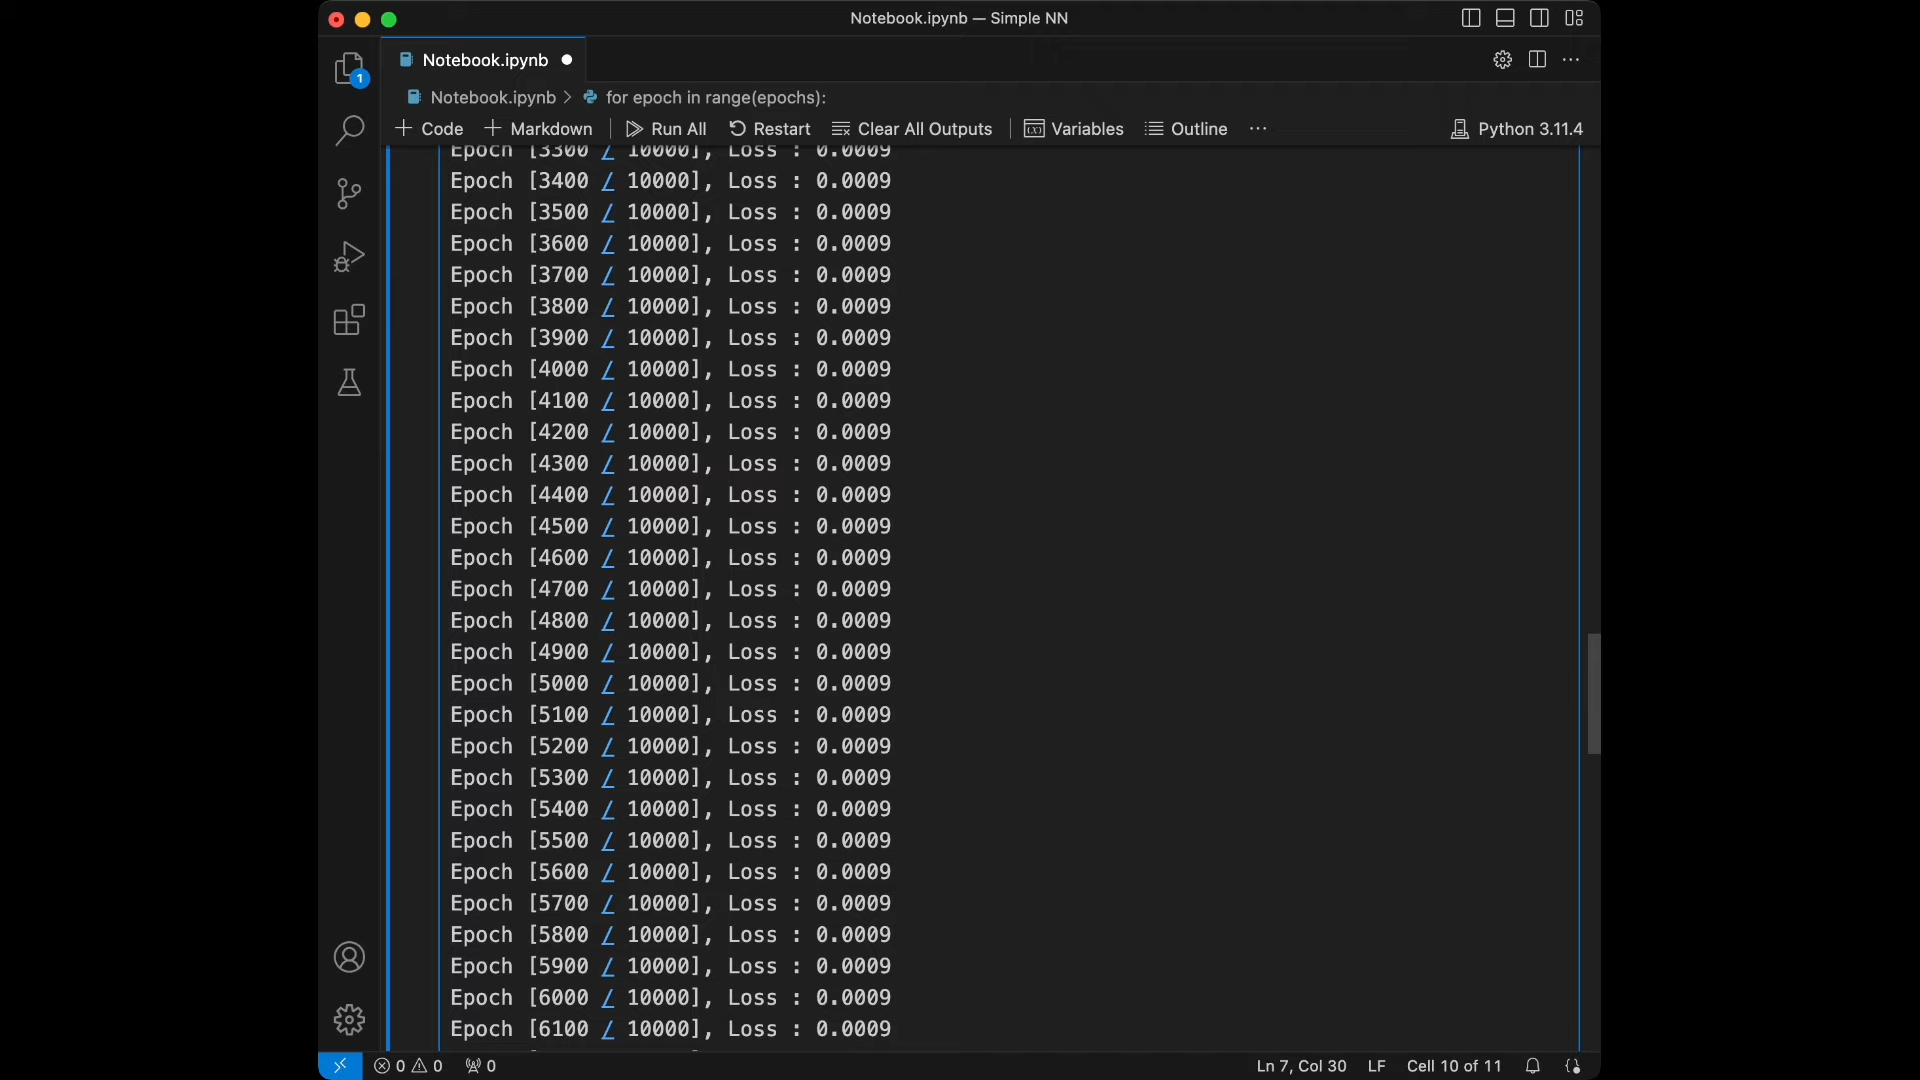 Notebook.ipynb — Simple NN
1
Notebook.ipynb
Notebook.ipynb > for epoch in range(epochs):
+ Code + Markdown | Run All Restart Clear All Outputs | Variables Outline ... Python 3.11.4
Epoch [3300 / 10000], Loss : 0.0009
Epoch [3400 / 10000], Loss : 0.0009
Epoch [3500 / 10000], Loss : 0.0009
Epoch [3600 / 10000], Loss : 0.0009
Epoch [3700 / 10000], Loss : 0.0009
Epoch [3800 / 10000], Loss : 0.0009
Epoch [3900 / 10000], Loss : 0.0009
Epoch [4000 / 10000], Loss : 0.0009
Epoch [4100 / 10000], Loss : 0.0009
Epoch [4200 / 10000], Loss : 0.0009
Epoch [4300 / 10000], Loss : 0.0009
Epoch [4400 / 10000], Loss : 0.0009
Epoch [4500 / 10000], Loss : 0.0009
Epoch [4600 / 10000], Loss : 0.0009
Epoch [4700 / 10000], Loss : 0.0009
Epoch [4800 / 10000], Loss : 0.0009
Epoch [4900 / 10000], Loss : 0.0009
Epoch [5000 / 10000], Loss : 0.0009
Epoch [5100 / 10000], Loss : 0.0009
Epoch [5200 / 10000], Loss : 0.0009
Epoch [5300 / 10000], Loss : 0.0009
Epoch [5400 / 10000], Loss : 0.0009
Epoch [5500 / 10000], Loss : 0.0009
Epoch [5600 / 10000], Loss : 0.0009
Epoch [5700 / 10000], Loss : 0.0009
Epoch [5800 / 10000], Loss : 0.0009
Epoch [5900 / 10000], Loss : 0.0009
Epoch [6000 / 10000], Loss : 0.0009
Epoch [6100 / 10000], Loss : 0.0009
0 0 0 Ln 7, Col 30 LF Cell 10 of 11